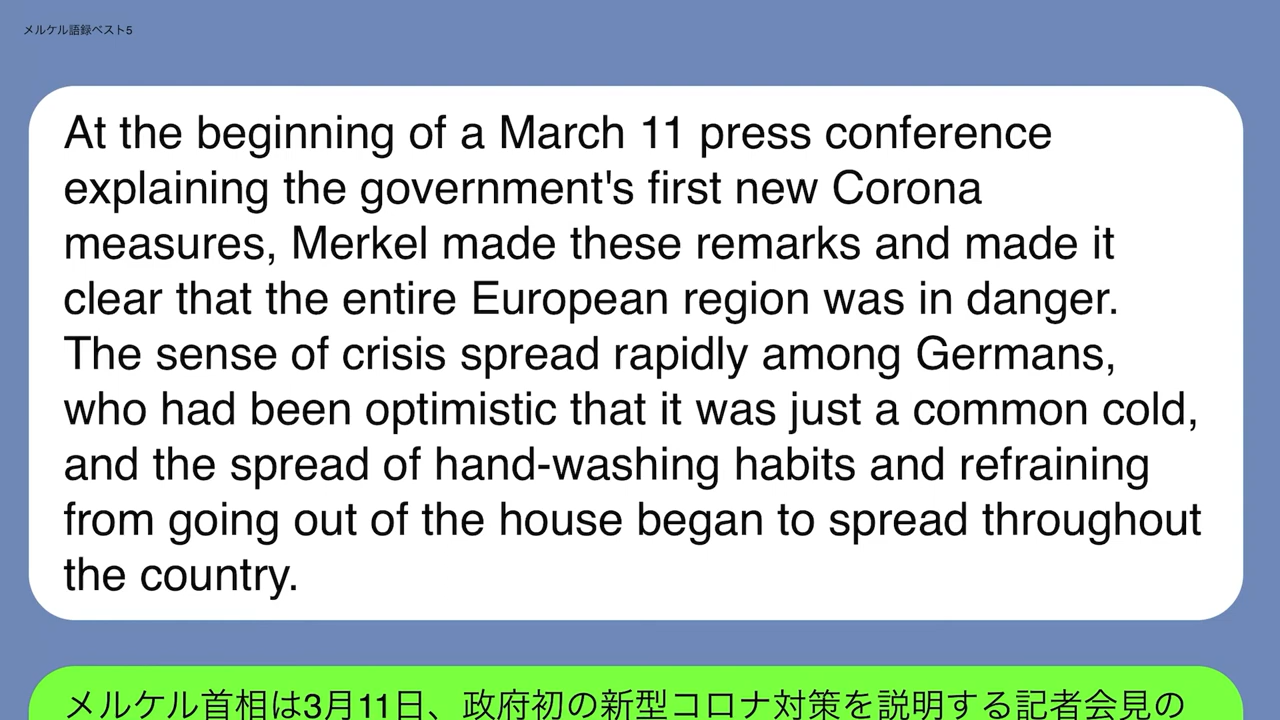 メルケル語録ベスト5
At the beginning of a March 11 press conference
explaining the government's first new Corona
measures, Merkel made these remarks and made it
clear that the entire European region was in danger.
The sense of crisis spread rapidly among Germans,
who had been optimistic that it was just a common cold,
and the spread of hand-washing habits and refraining
from going out of the house began to spread throughout
the country.
メルケル首相は3月11日、政府初の新型コロナ対策を説明する記者会見の